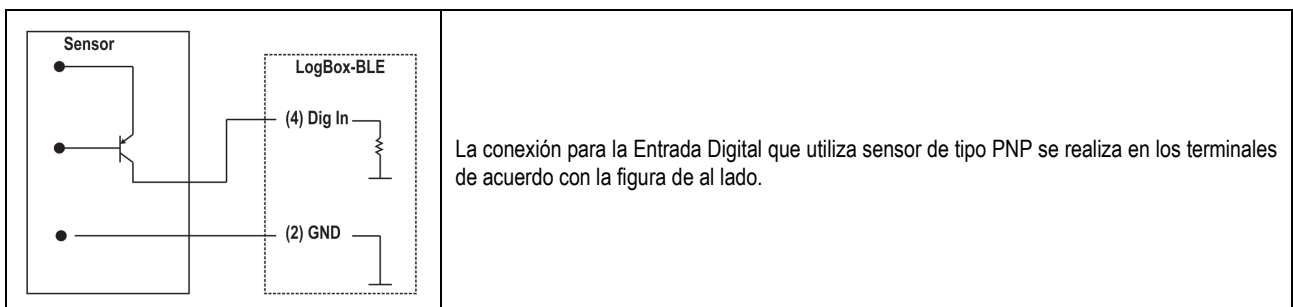 Sensor
LogBox-BLE
(4) Dig In
(2) GND
La conexión para la Entrada Digital que utiliza sensor de tipo PNP se realiza en los terminales
de acuerdo con la figura de al lado.